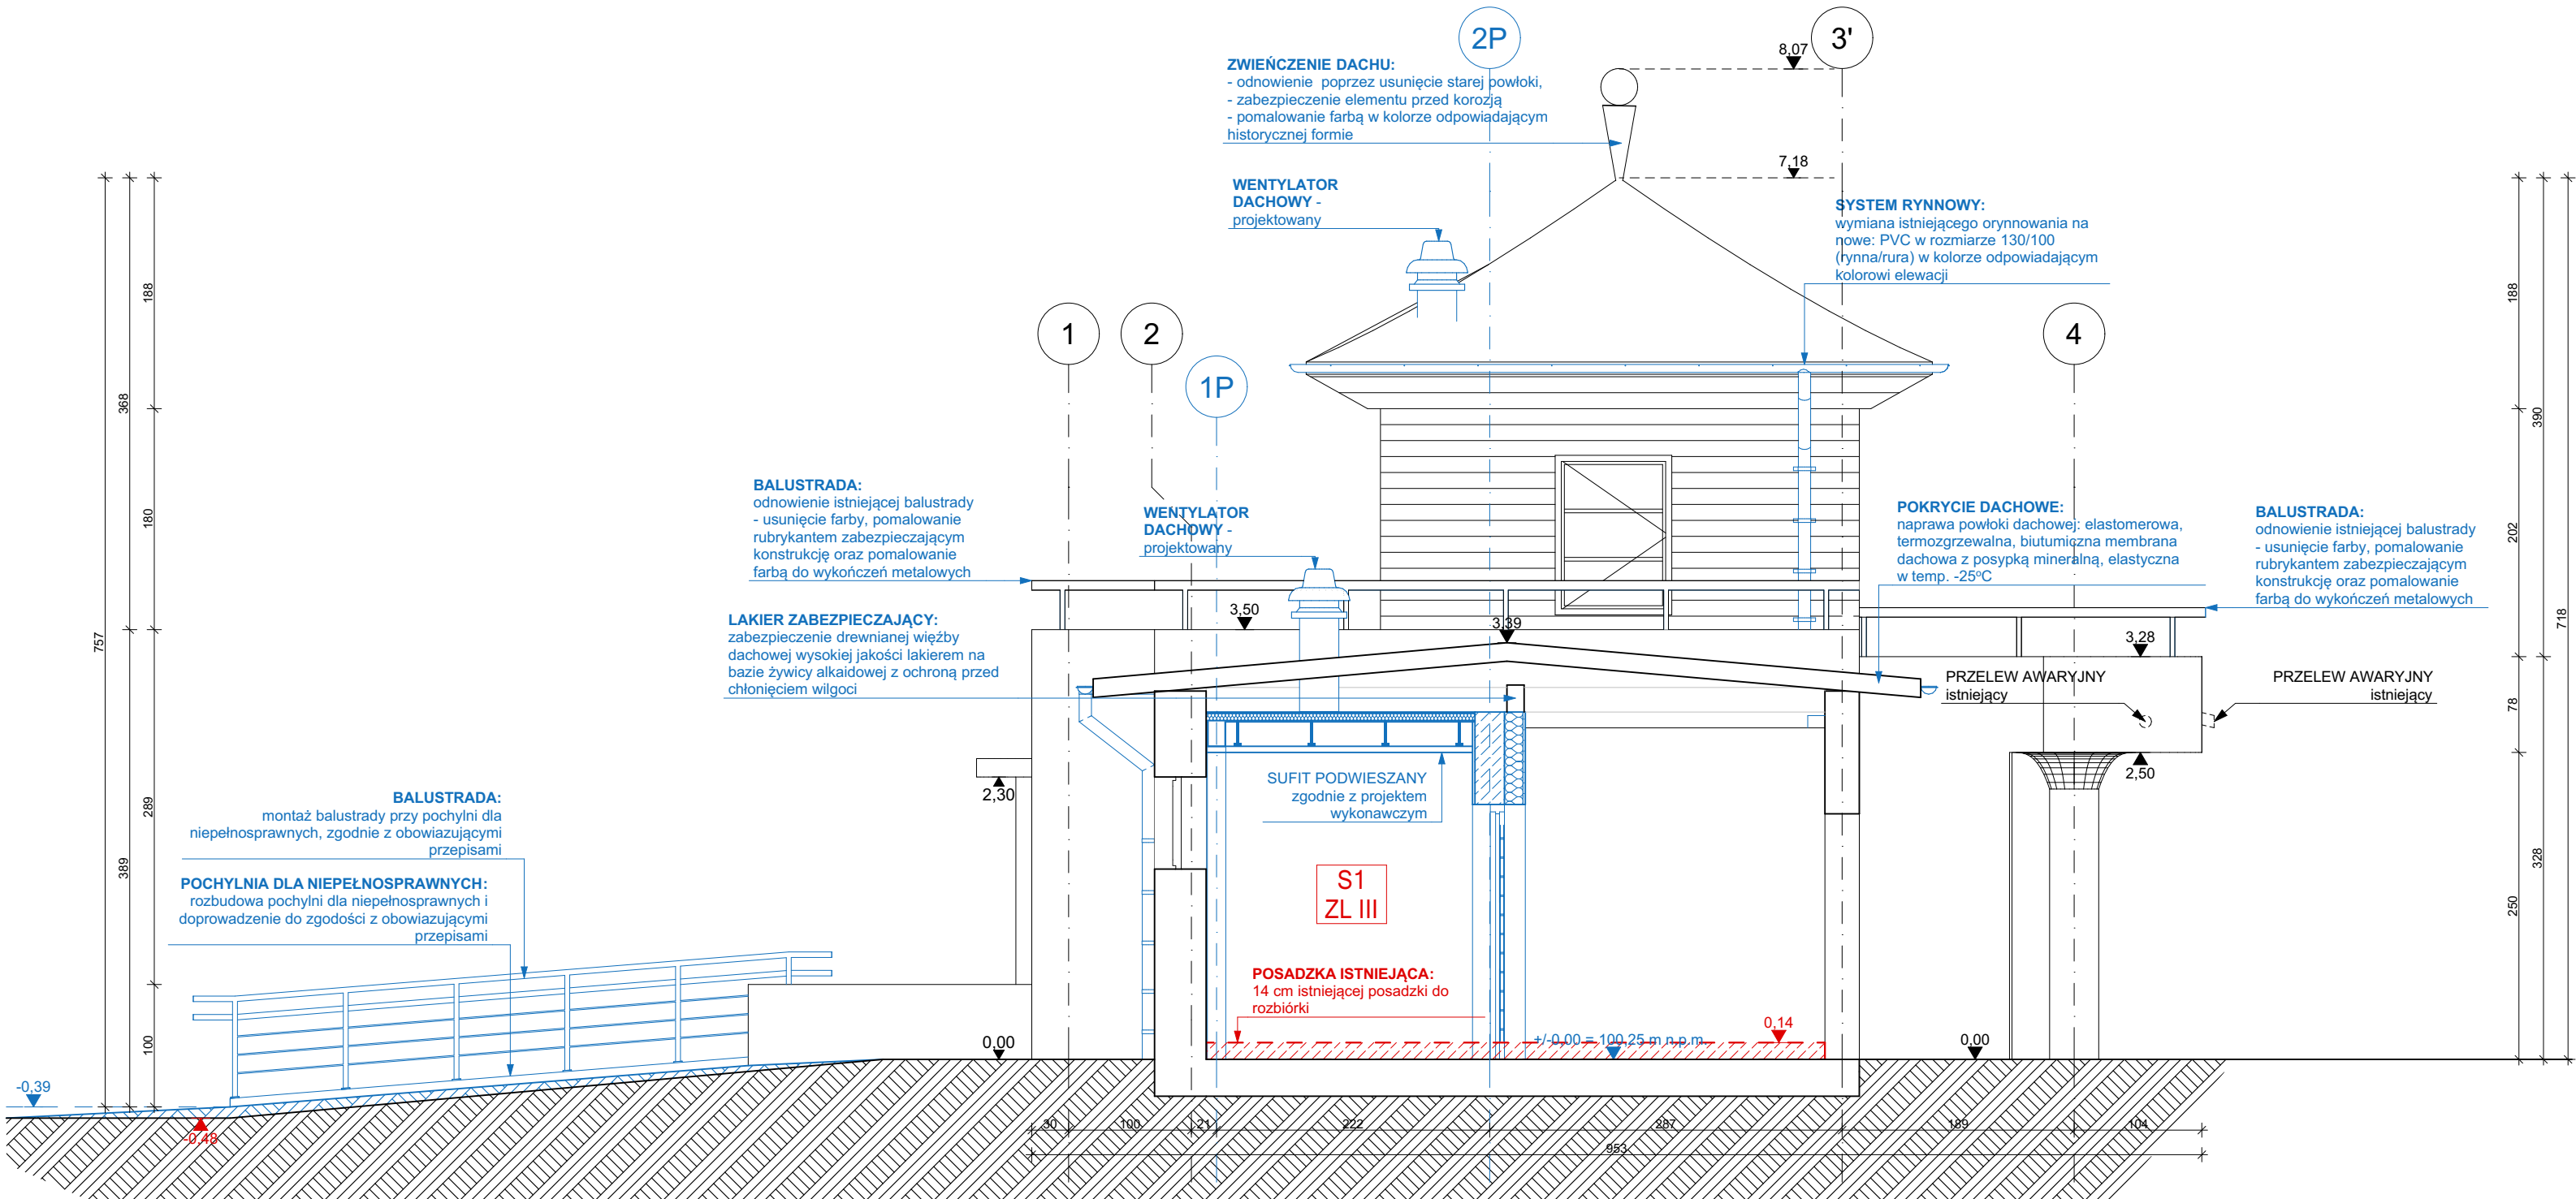 2P
3'
8,07
ZWIEŃCZENIE DACHU:
- odnowienie poprzez usunięcie starej powłoki,
- zabezpieczenie elementu przed korozją
- pomalowanie farbą w kolorze odpowiadającym
historycznej formie
7,18
WENTYLATOR
DACHOWY -
projektowany
SYSTEM RYNNOWY:
wymiana istniejącego orynnowania na
nowe: PVC w rozmiarze 130/100
(rynna/rura) w kolorze odpowiadającym
kolorowi elewacji
1
2
1P
4
188
368
180
757
289
389
100
188
390
202
718
78
328
250
BALUSTRADA:
odnowienie istniejącej balustrady
- usunięcie farby, pomalowanie
rubrykantem zabezpieczającym
konstrukcję oraz pomalowanie
farbą do wykończeń metalowych
WENTYLATOR
DACHOWY -
projektowany
POKRYCIE DACHOWE:
naprawa powłoki dachowej: elastomerowa,
termozgrzewalna, biutumiczna membrana
dachowa z posypką mineralną, elastyczna
w temp. -25°C
BALUSTRADA:
odnowienie istniejącej balustrady
- usunięcie farby, pomalowanie
rubrykantem zabezpieczającym
konstrukcję oraz pomalowanie
farbą do wykończeń metalowych
LAKIER ZABEZPIECZAJĄCY:
zabezpieczenie drewnianej więźby
dachowej wysokiej jakości lakierem na
bazie żywicy alkaidowej z ochroną przed
chłonięciem wilgoci
3,50
3,39
3,28
PRZELEW AWARYJNY
istniejący
PRZELEW AWARYJNY
istniejący
2,50
2,30
SUFIT PODWIESZANY
zgodnie z projektem
wykonawczym
BALUSTRADA:
montaż balustrady przy pochylni dla
niepełnosprawnych, zgodnie z obowiazującymi
przepisami
POCHYLNIA DLA NIEPEŁNOSPRAWNYCH:
rozbudowa pochylni dla niepełnosprawnych i
doprowadzenie do zgodości z obowiazującymi
przepisami
S1
ZL III
POSADZKA ISTNIEJĄCA:
14 cm istniejącej posadzki do
rozbiórki
0,14
+/-0,00 = 100,25 m n.p.m.
0,00
0,00
-0,39
-0,48
30
100
21
222
287
189
104
953